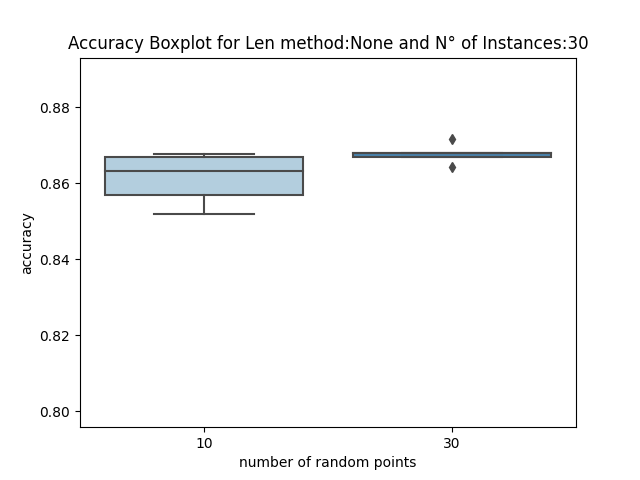 Accuracy Boxplot for Len method:None and N° of Instances:30
accuracy
0.88
0.86
0.84
0.82
0.80
10 30
number of random points